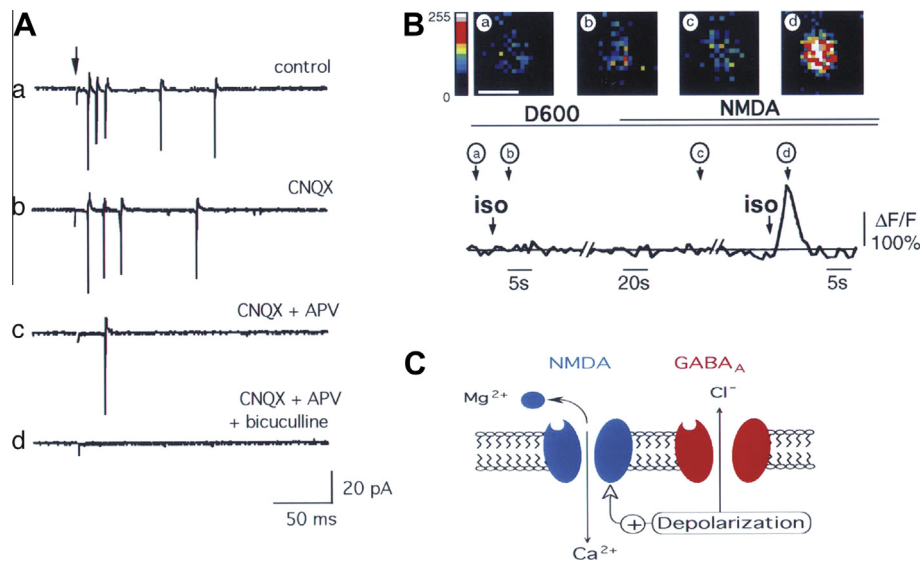 A
control
a
CNQX
b
CNQX + APV
c
CNQX + APV
+ bicuculline
d
20 pA
50 ms
B
255
0
a b c d
D600 NMDA
a b c d
iso iso
ΔF/F
100%
5s 20s 5s
C
NMDA GABAA
Mg2+ Cl−
+ Depolarization
Ca2+